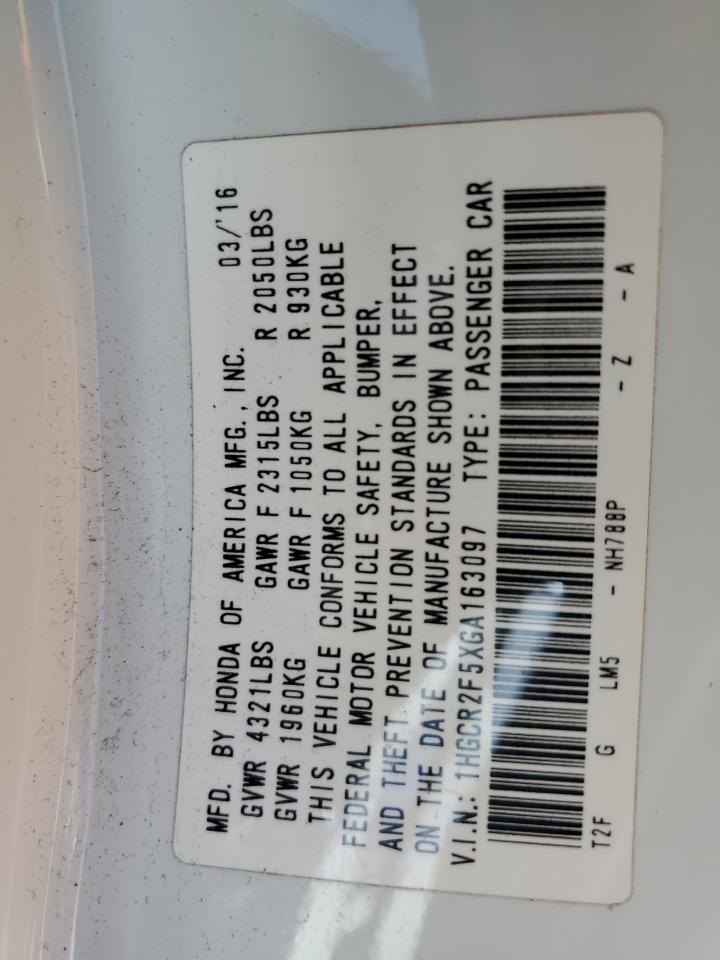 MFD. BY HONDA OF AMERICA MFG., INC. 03/'16
GVWR 4321LBS GAWR F 2315LBS R 2050LBS
GVWR 1960KG GAWR F 1050KG R 930KG
THIS VEHICLE CONFORMS TO ALL APPLICABLE
FEDERAL MOTOR VEHICLE SAFETY, BUMPER,
AND THEFT PREVENTION STANDARDS IN EFFECT
ON THE DATE OF MANUFACTURE SHOWN ABOVE.
V.I.N.: 1HGCR2F5XGA163097 TYPE: PASSENGER CAR
T2F G LM5 - NH788P - Z - A